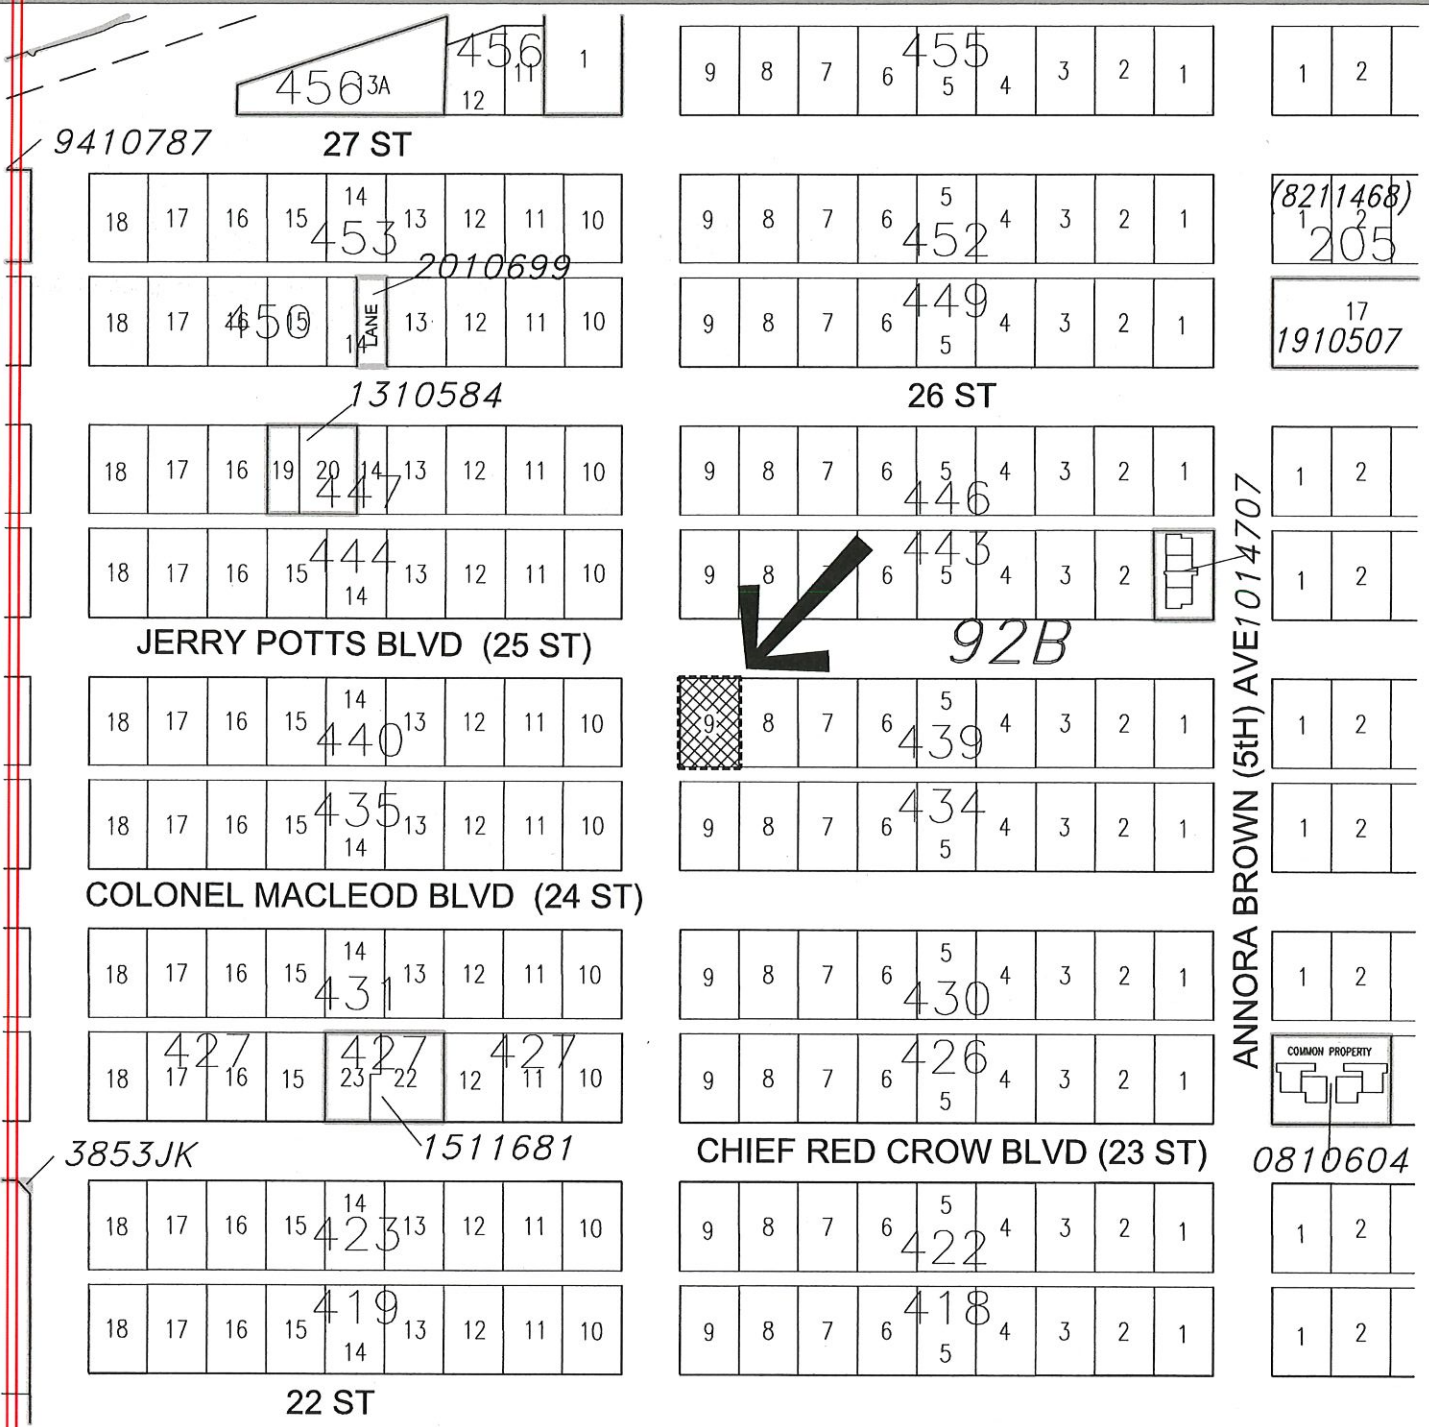 456 13A
456
11
12
1
455
9 8 7 6 5 4 3 2 1
1 2
9410787
27 ST
18 17 16 15 14 13 12 11 10
453
9 8 7 6 5 4 3 2 1
452
(8211468)
1 2
205
2010699
18 17 16 15 14 LANE 13 12 11 10
450
9 8 7 6 5 4 3 2 1
449
17
1910507
1310584
26 ST
18 17 16 19 20 14 13 12 11 10
447
9 8 7 6 5 4 3 2 1
446
1 2
444
18 17 16 15 14 13 12 11 10
443
9 8 7 6 5 4 3 2
1 2
1014707
JERRY POTTS BLVD (25 ST)
92B
18 17 16 15 14 13 12 11 10
440
9 8 7 6 5 4 3 2 1
439
1 2
435
18 17 16 15 14 13 12 11 10
434
9 8 7 6 5 4 3 2 1
1 2
ANNORA BROWN (5tH) AVE
COLONEL MACLEOD BLVD (24 ST)
18 17 16 15 14 13 12 11 10
431
9 8 7 6 5 4 3 2 1
430
1 2
427 427 427
18 17 16 15 23 22 12 11 10
426
9 8 7 6 5 4 3 2 1
COMMON PROPERTY
3853JK
1511681
CHIEF RED CROW BLVD (23 ST)
0810604
18 17 16 15 14 13 12 11 10
423
9 8 7 6 5 4 3 2 1
422
1 2
419
18 17 16 15 14 13 12 11 10
418
9 8 7 6 5 4 3 2 1
1 2
22 ST